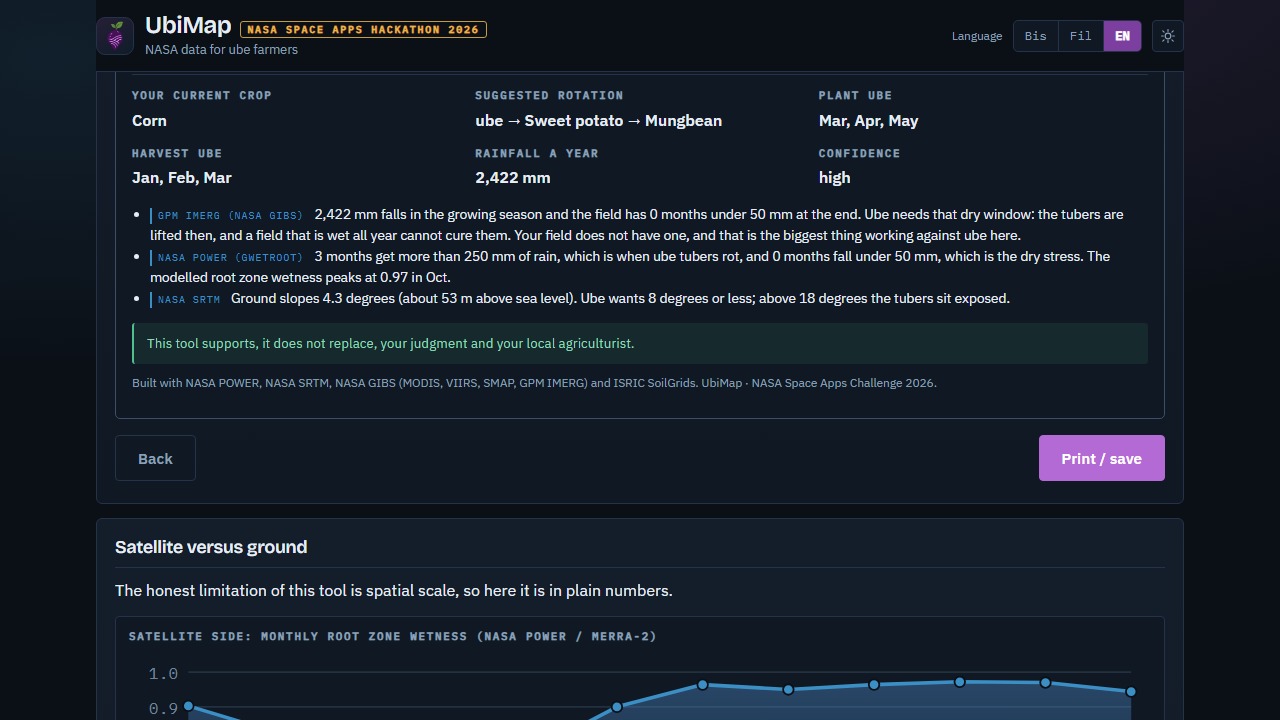 UbiMap NASA SPACE APPS HACKATHON 2026
NASA data for ube farmers
Language Bis Fil EN
YOUR CURRENT CROP
Corn
SUGGESTED ROTATION
ube → Sweet potato → Mungbean
PLANT UBE
Mar, Apr, May
HARVEST UBE
Jan, Feb, Mar
RAINFALL A YEAR
2,422 mm
CONFIDENCE
high
GPM IMERG (NASA GIBS) 2,422 mm falls in the growing season and the field has 0 months under 50 mm at the end. Ube needs that dry window: the tubers are
lifted then, and a field that is wet all year cannot cure them. Your field does not have one, and that is the biggest thing working against ube here.
NASA POWER (GWETROOT) 3 months get more than 250 mm of rain, which is when ube tubers rot, and 0 months fall under 50 mm, which is the dry stress. The
modelled root zone wetness peaks at 0.97 in Oct.
NASA SRTM Ground slopes 4.3 degrees (about 53 m above sea level). Ube wants 8 degrees or less; above 18 degrees the tubers sit exposed.
This tool supports, it does not replace, your judgment and your local agriculturist.
Built with NASA POWER, NASA SRTM, NASA GIBS (MODIS, VIIRS, SMAP, GPM IMERG) and ISRIC SoilGrids. UbiMap · NASA Space Apps Challenge 2026.
Back
Print / save
Satellite versus ground
The honest limitation of this tool is spatial scale, so here it is in plain numbers.
SATELLITE SIDE: MONTHLY ROOT ZONE WETNESS (NASA POWER / MERRA-2)
1.0
0.9